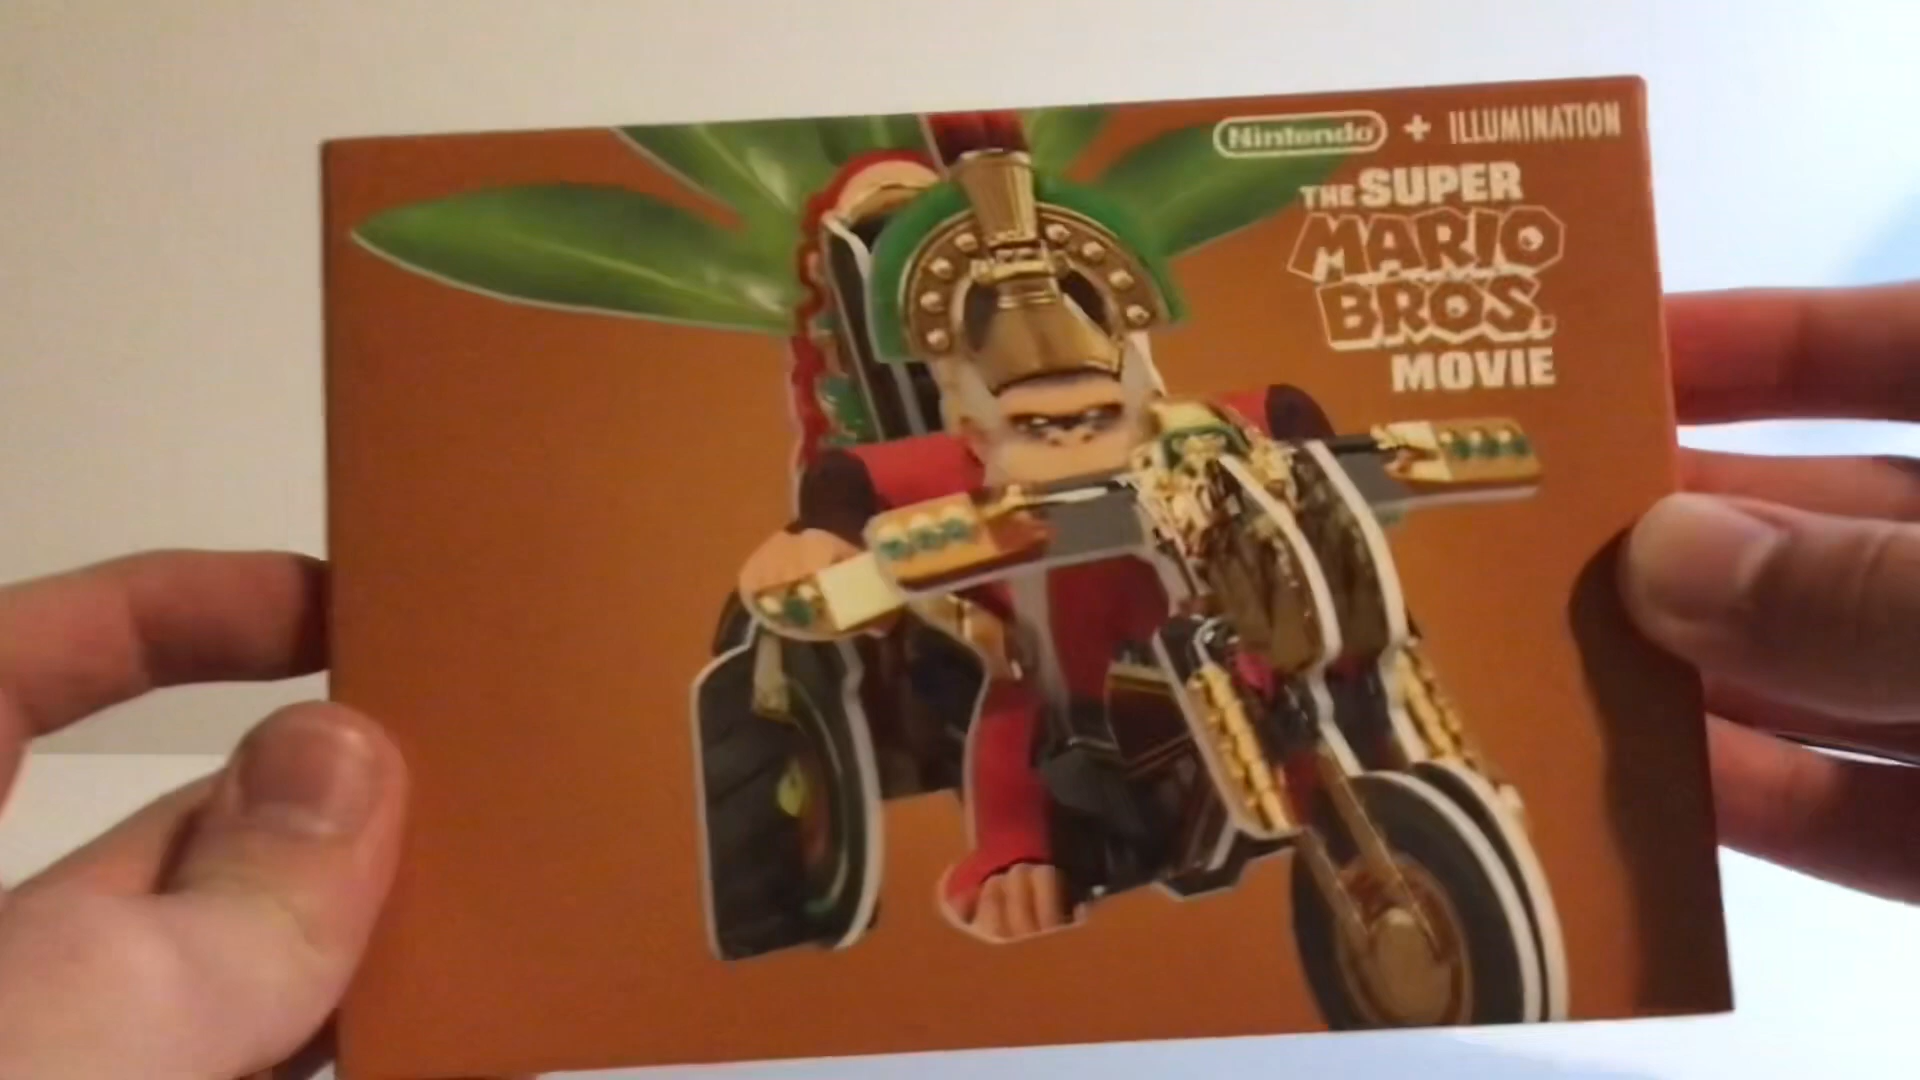 Nintendo + ILLUMINATION
THE SUPER
MARIO
BROS.
MOVIE